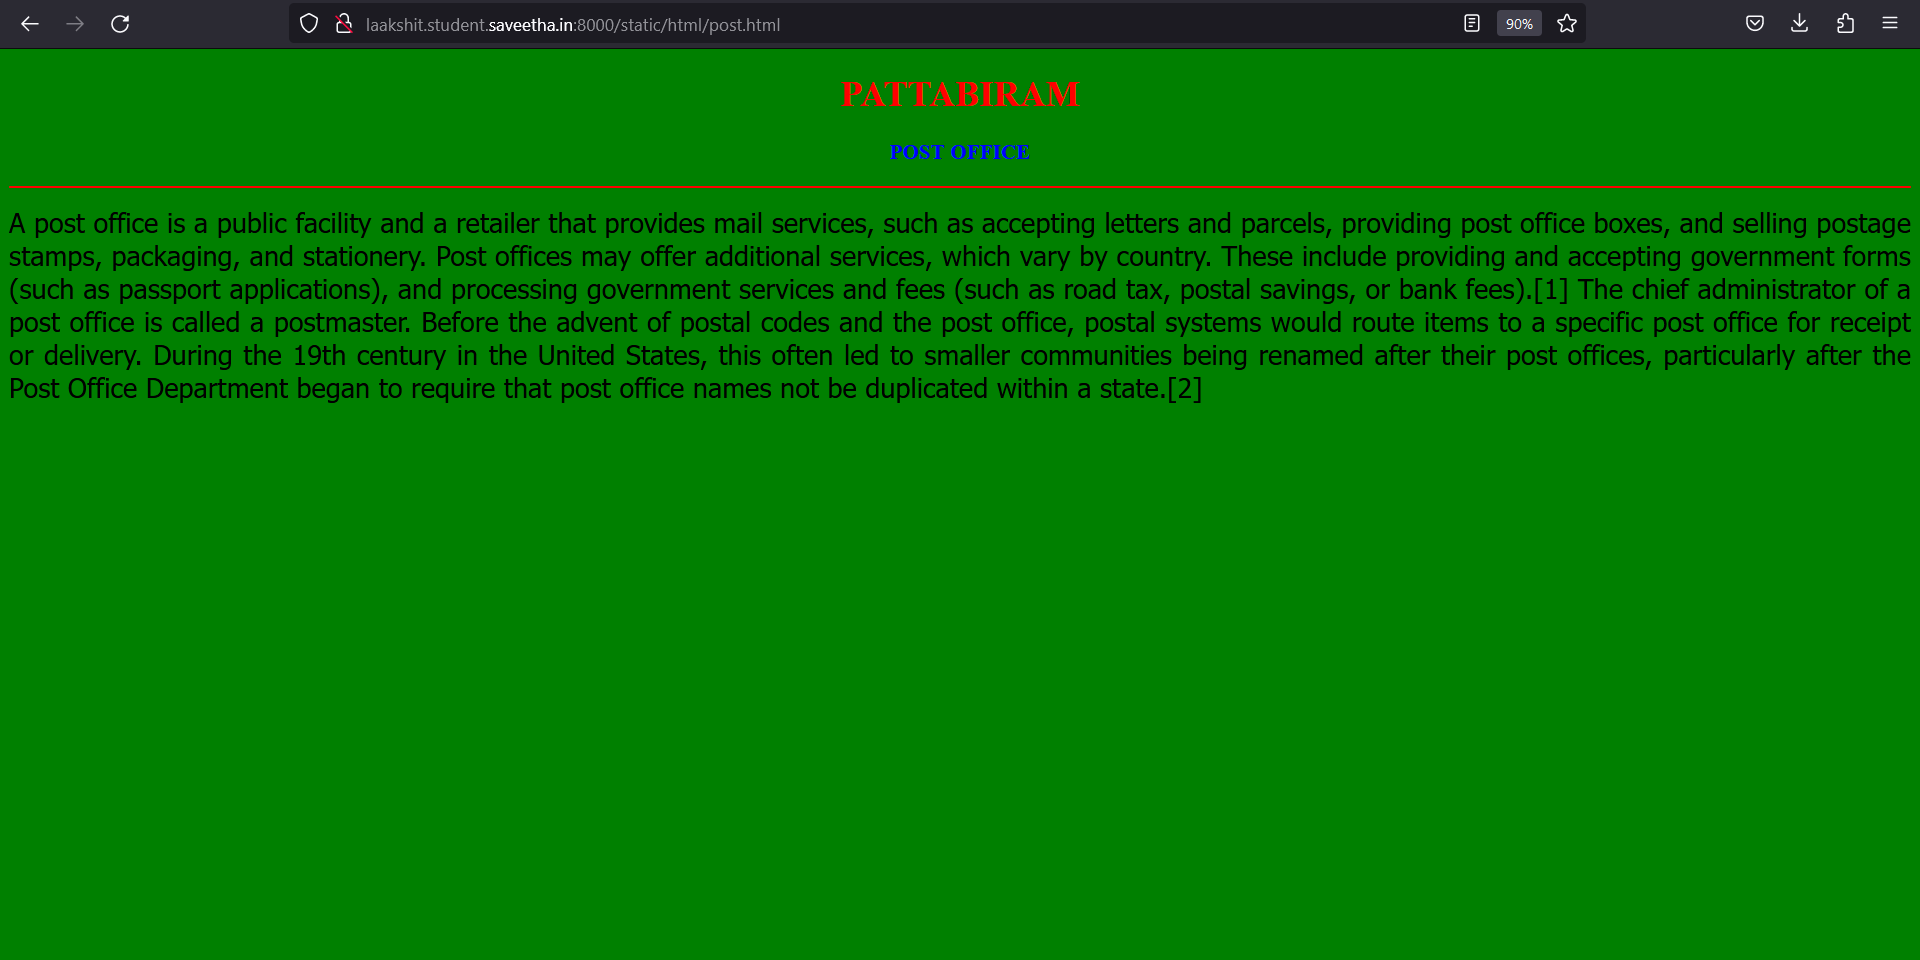 laakshit.student.saveetha.in:8000/static/html/post.html
90%
PATTABIRAM
POST OFFICE
A post office is a public facility and a retailer that provides mail services, such as accepting letters and parcels, providing post office boxes, and selling postage
stamps, packaging, and stationery. Post offices may offer additional services, which vary by country. These include providing and accepting government forms
(such as passport applications), and processing government services and fees (such as road tax, postal savings, or bank fees).[1] The chief administrator of a
post office is called a postmaster. Before the advent of postal codes and the post office, postal systems would route items to a specific post office for receipt
or delivery. During the 19th century in the United States, this often led to smaller communities being renamed after their post offices, particularly after the
Post Office Department began to require that post office names not be duplicated within a state.[2]